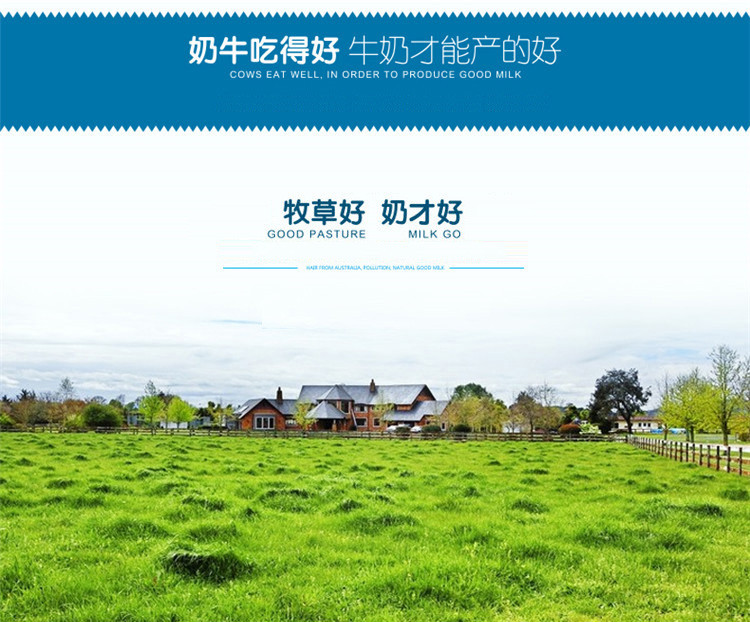 奶牛吃得好 牛奶才能产的好
COWS EAT WELL, IN ORDER TO PRODUCE GOOD MILK
牧草好 奶才好
GOOD PASTURE MILK GO
HAIR FROM AUSTRALIA, POLLUTION, NATURAL GOOD MILK